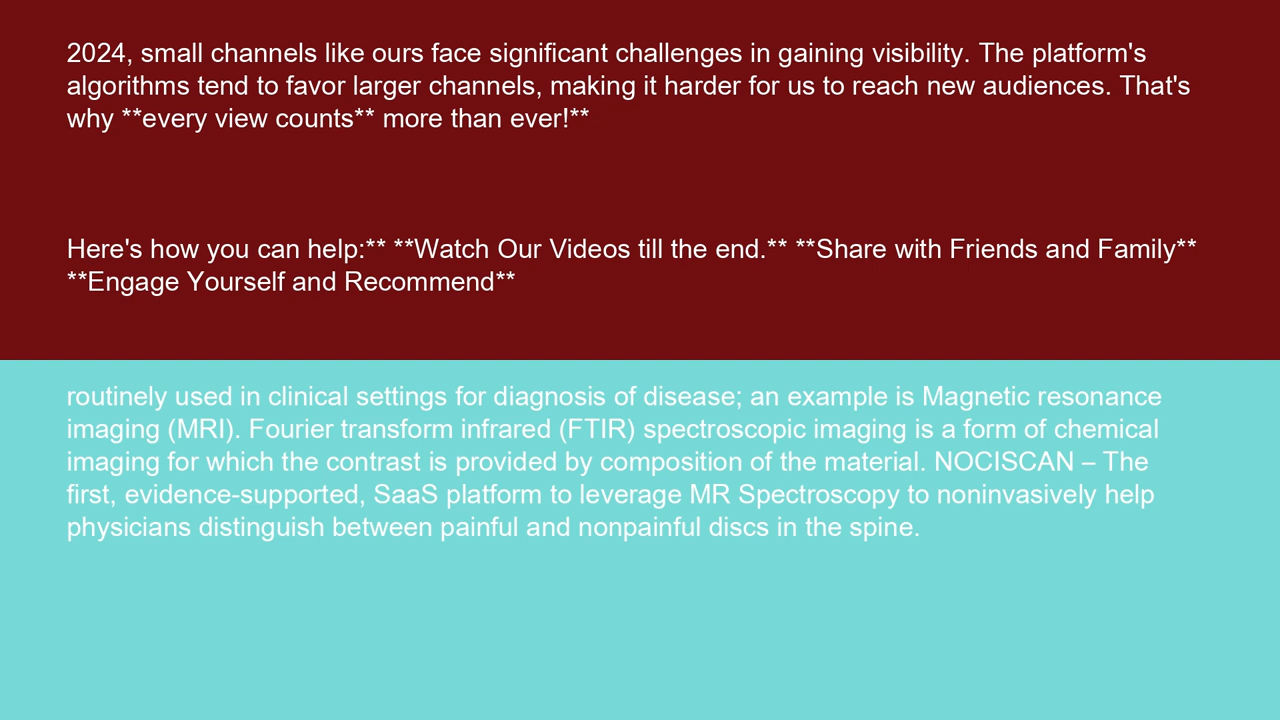 2024, small channels like ours face significant challenges in gaining visibility. The platform's
algorithms tend to favor larger channels, making it harder for us to reach new audiences. That's
why **every view counts** more than ever!**
Here's how you can help:** **Watch Our Videos till the end.** **Share with Friends and Family**
**Engage Yourself and Recommend**
routinely used in clinical settings for diagnosis of disease; an example is Magnetic resonance
imaging (MRI). Fourier transform infrared (FTIR) spectroscopic imaging is a form of chemical
imaging for which the contrast is provided by composition of the material. NOCISCAN – The
first, evidence-supported, SaaS platform to leverage MR Spectroscopy to noninvasively help
physicians distinguish between painful and nonpainful discs in the spine.